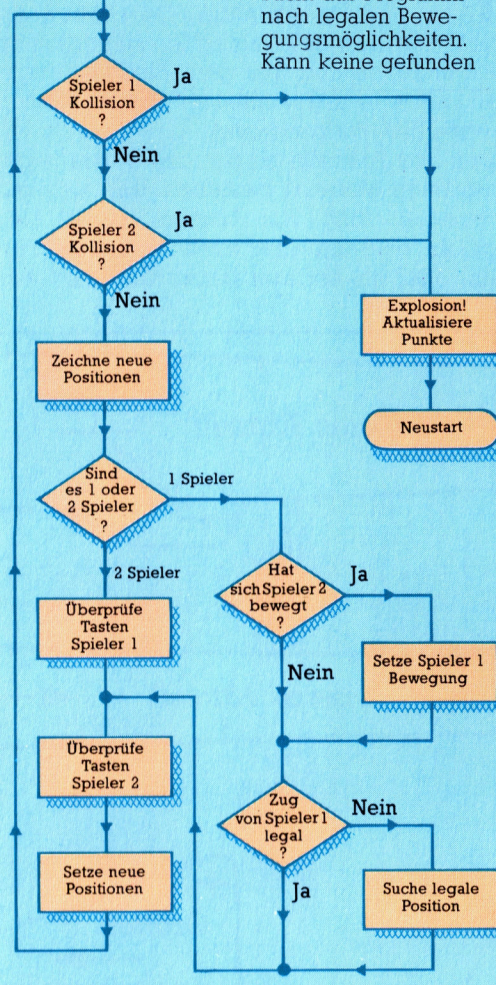 nach legalen Bewe-
gungsmöglichkeiten.
Kann keine gefunden
Spieler 1
Kollision
?
Ja
Nein
Spieler 2
Kollision
?
Ja
Nein
Explosion!
Aktualisiere
Punkte
Zeichne neue
Positionen
Neustart
Sind
es 1 oder
2 Spieler
?
1 Spieler
2 Spieler
Hat
sich Spieler 2
bewegt
?
Ja
Nein
Überprüfe
Tasten
Spieler 1
Setze Spieler 1
Bewegung
Überprüfe
Tasten
Spieler 2
Zug
von Spieler 1
legal
?
Nein
Ja
Setze neue
Positionen
Suche legale
Position